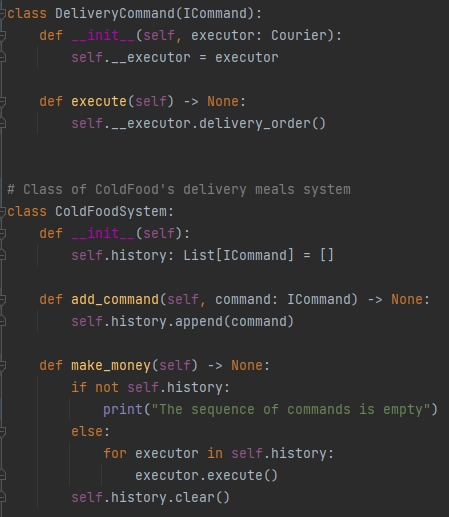 class DeliveryCommand(ICommand):
    def __init__(self, executor: Courier):
        self.__executor = executor

    def execute(self) -> None:
        self.__executor.delivery_order()


# Class of ColdFood's delivery meals system
class ColdFoodSystem:
    def __init__(self):
        self.history: List[ICommand] = []

    def add_command(self, command: ICommand) -> None:
        self.history.append(command)

    def make_money(self) -> None:
        if not self.history:
            print("The sequence of commands is empty")
        else:
            for executor in self.history:
                executor.execute()
        self.history.clear()